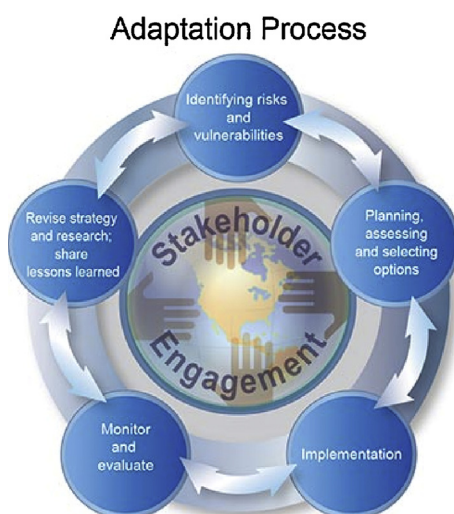 Adaptation Process
Identifying risks
and
vulnerabilities
Planning,
assessing
and selecting
options
Implementation
Monitor
and
evaluate
Revise strategy
and research;
share
lessons learned
Stakeholder
Engagement